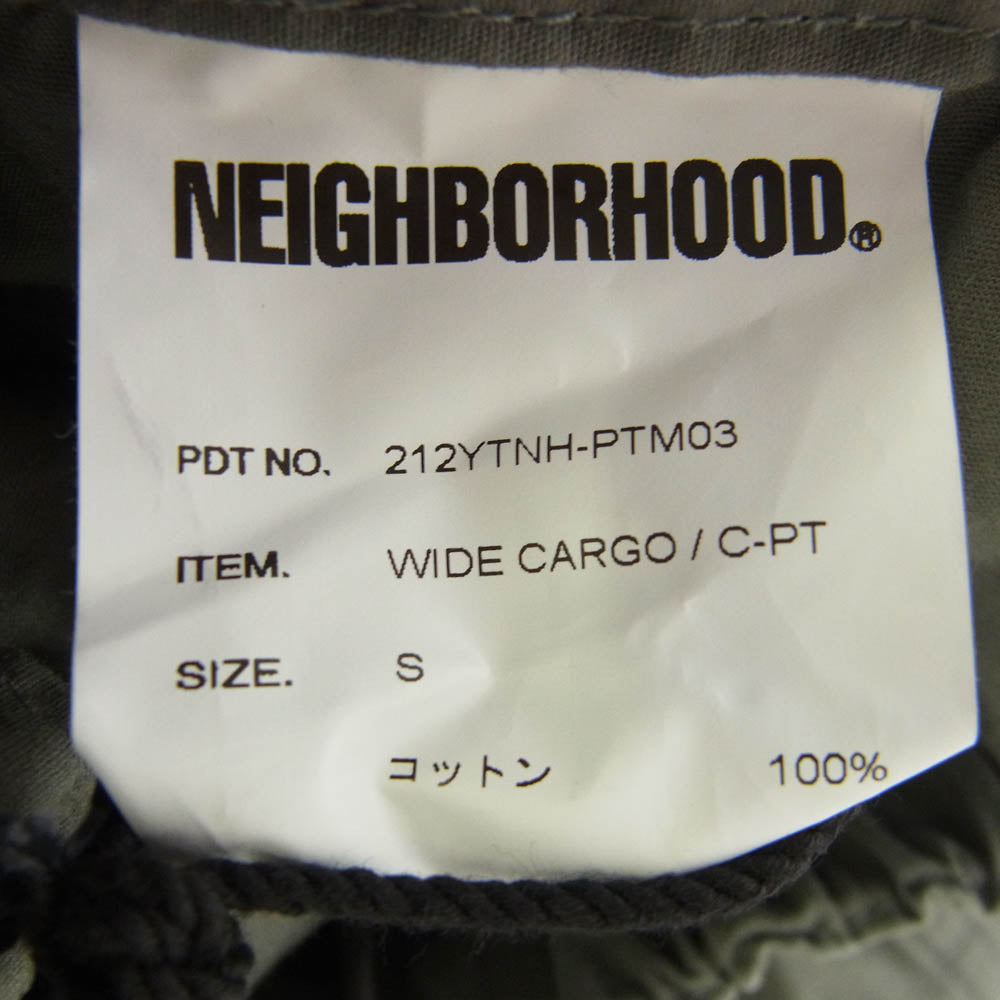 NEIGHBORHOOD.®
PDT NO. 212YTNH-PTM03
ITEM. WIDE CARGO / C-PT
SIZE. S
コットン 100%